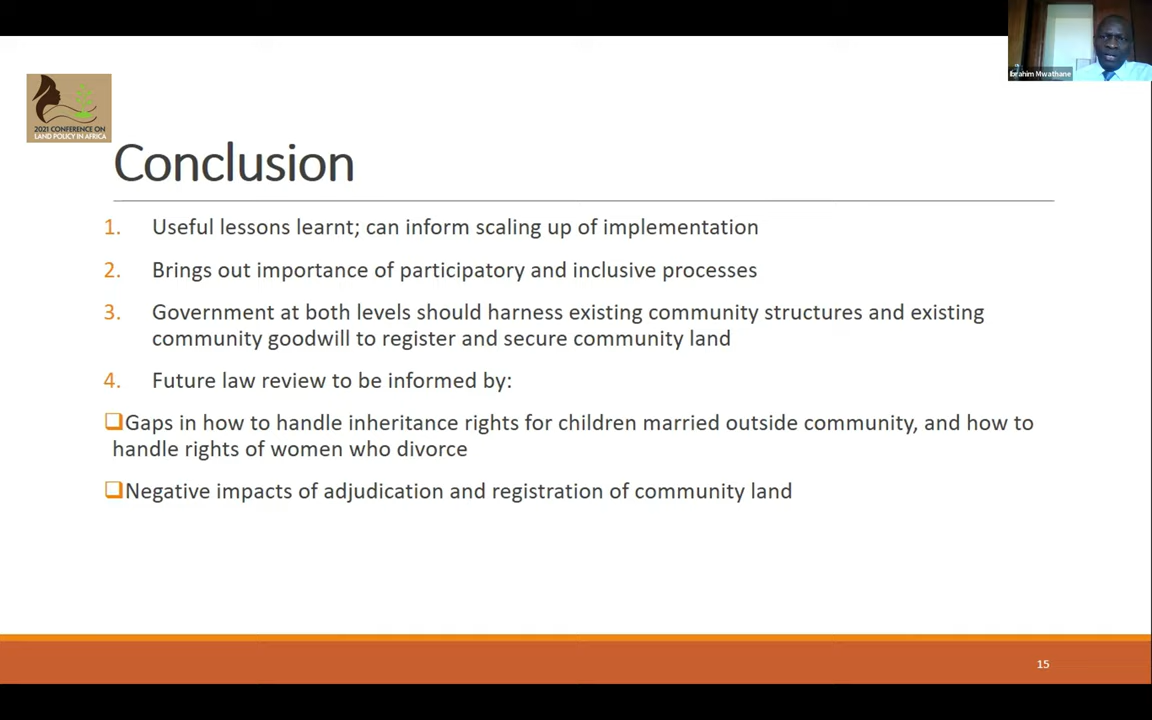 Ibrahim Mwathane
2021 CONFERENCE ON
LAND POLICY IN AFRICA
Conclusion
1. Useful lessons learnt; can inform scaling up of implementation
2. Brings out importance of participatory and inclusive processes
3. Government at both levels should harness existing community structures and existing
community goodwill to register and secure community land
4. Future law review to be informed by:
❑Gaps in how to handle inheritance rights for children married outside community, and how to
handle rights of women who divorce
❑Negative impacts of adjudication and registration of community land
15